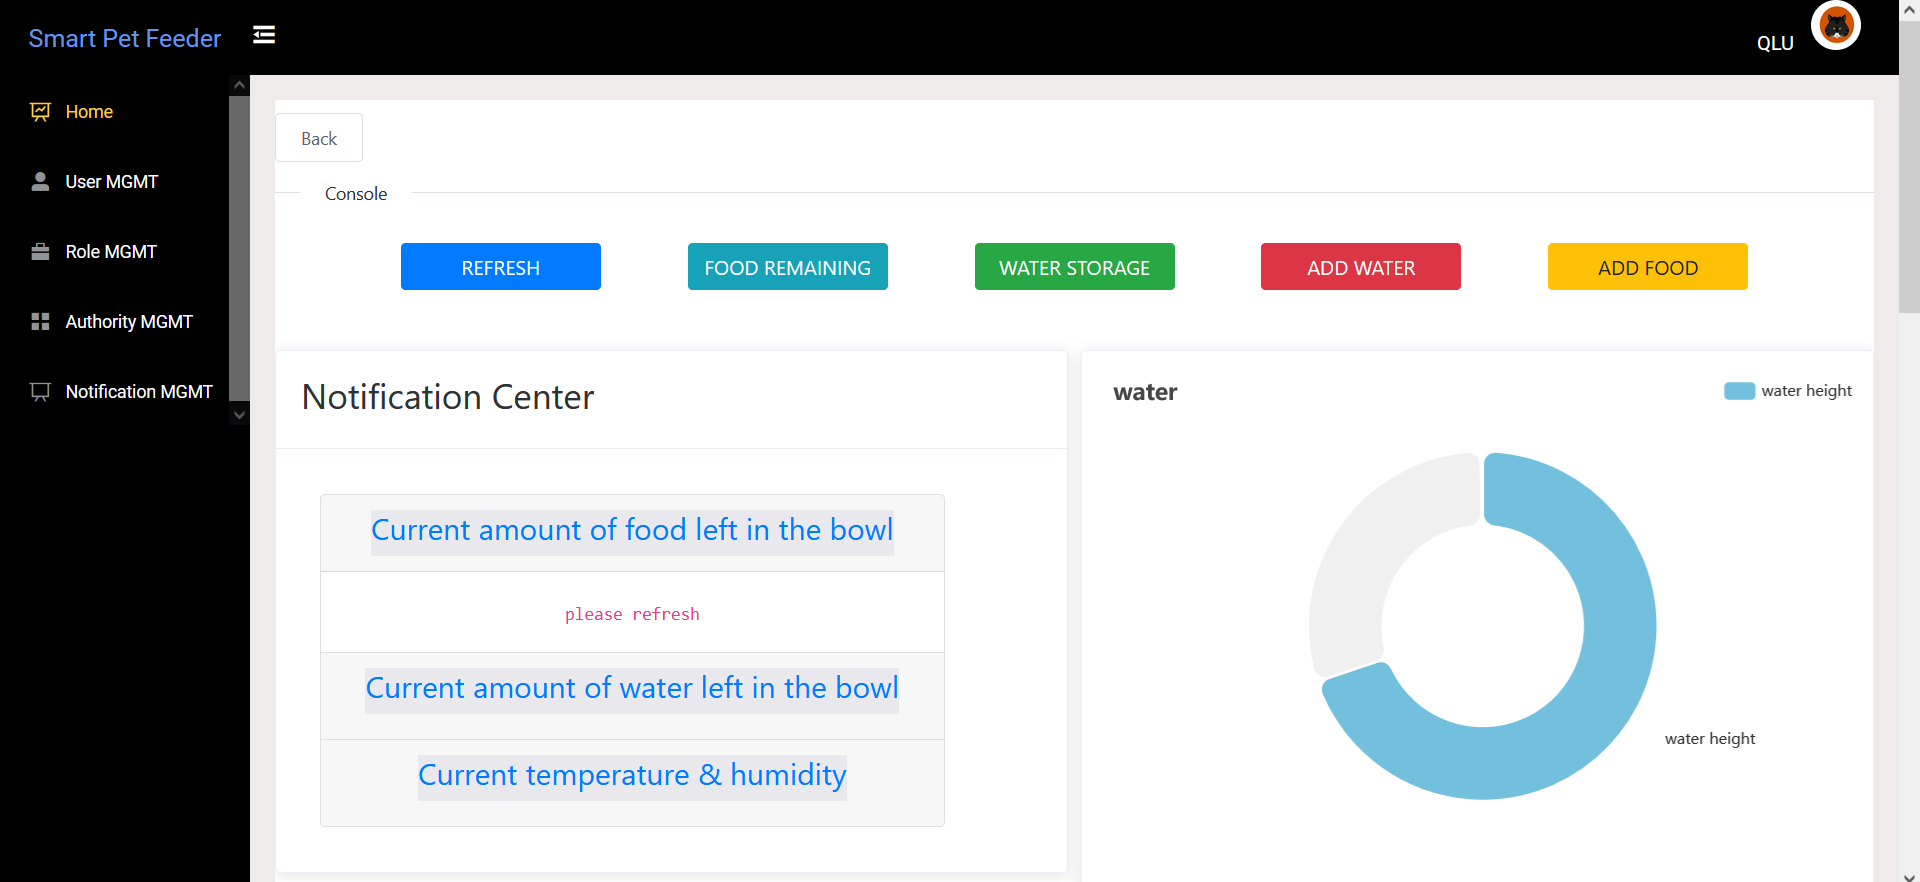 Smart Pet Feeder
QLU
Home
User MGMT
Role MGMT
Authority MGMT
Notification MGMT
Back
Console
REFRESH
FOOD REMAINING
WATER STORAGE
ADD WATER
ADD FOOD
Notification Center
Current amount of food left in the bowl
please refresh
Current amount of water left in the bowl
Current temperature & humidity
water
water height
water height